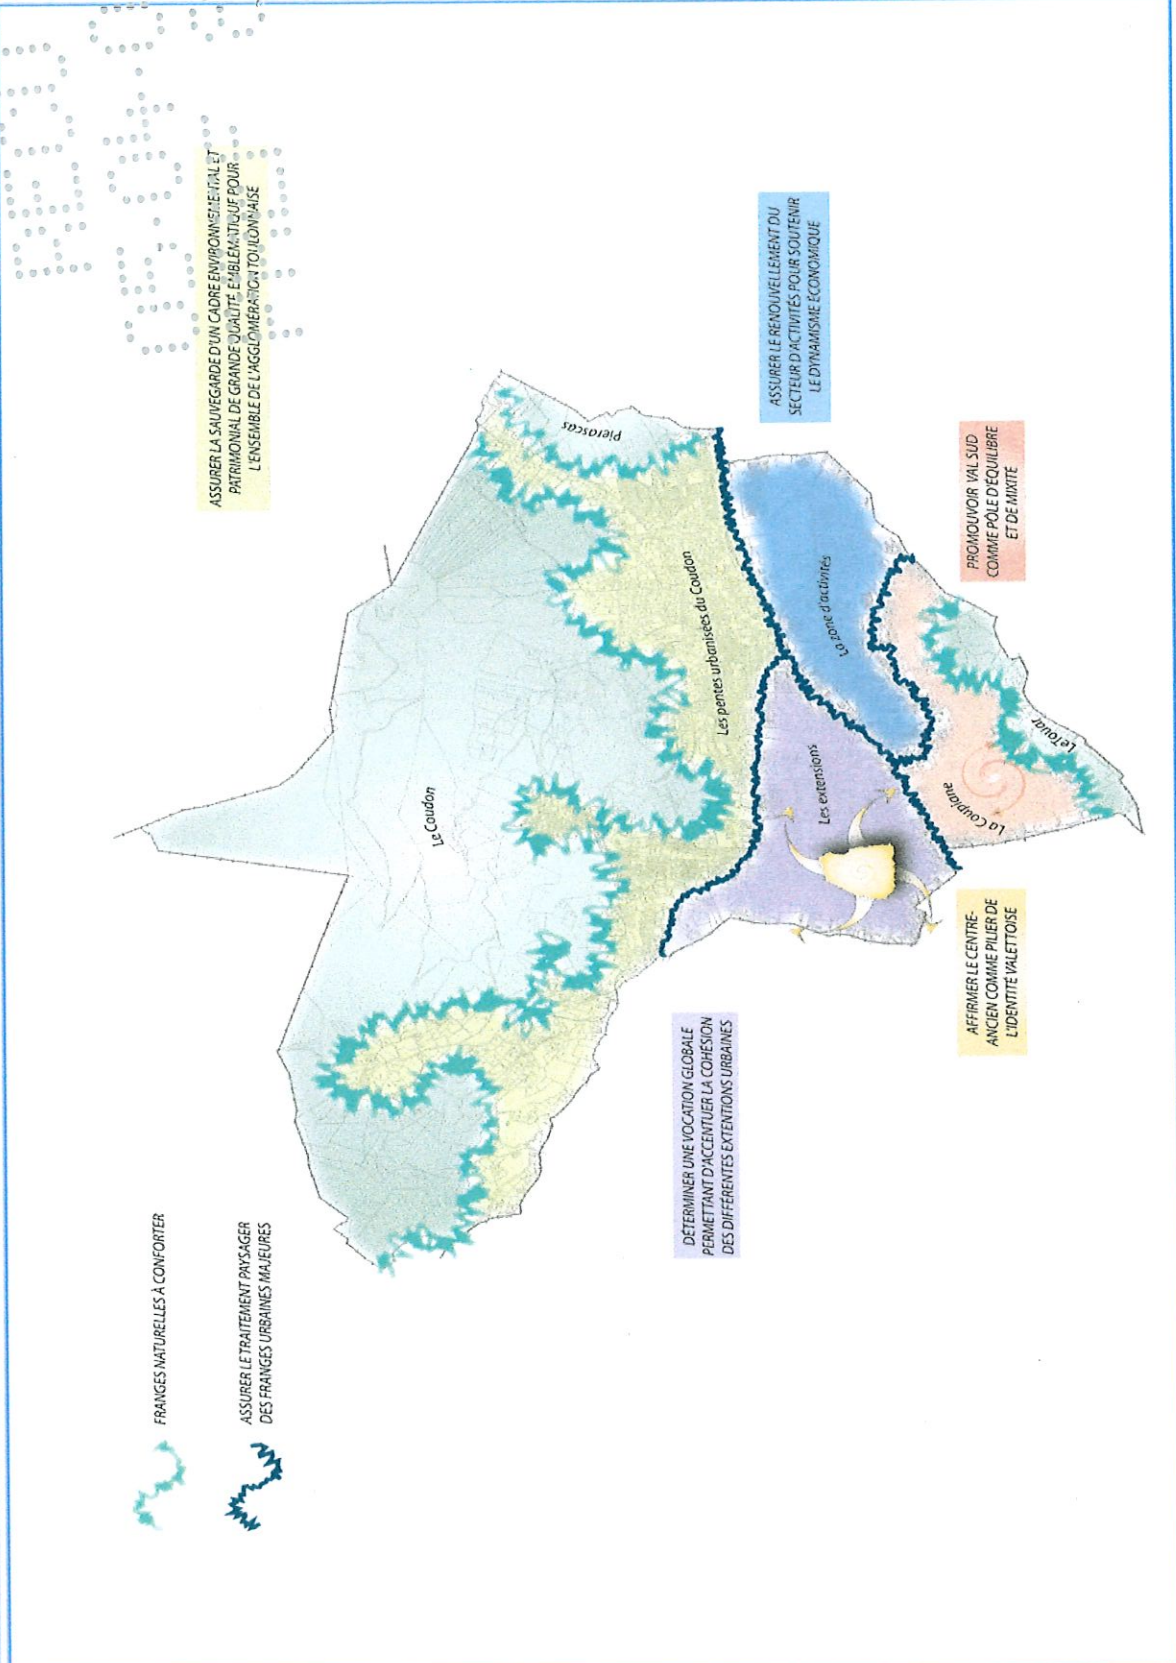 FRANGES NATURELLES À CONFORTER
ASSURER LE TRAITEMENT PAYSAGER
DES FRANGES URBAINES MAJEURES
ASSURER LA SAUVEGARDE D'UN CADRE ENVIRONNEMENTAL ET
PATRIMONIAL DE GRANDE QUALITÉ, EMBLÉMATIQUE POUR
L'ENSEMBLE DE L'AGGLOMÉRATION TOULONNAISE
Le Coudon
Pierascas
Les pentes urbanisées du Coudon
Les extensions
La zone d'activités
La Coupiane
Le Touar
DÉTERMINER UNE VOCATION GLOBALE
PERMETTANT D'ACCENTUER LA COHÉSION
DES DIFFÉRENTES EXTENTIONS URBAINES
ASSURER LE RENOUVELLEMENT DU
SECTEUR D'ACTIVITÉS POUR SOUTENIR
LE DYNAMISME ÉCONOMIQUE
AFFIRMER LE CENTRE-
ANCIEN COMME PILIER DE
L'IDENTITÉ VALETTOISE
PROMOUVOIR VAL SUD
COMME PÔLE D'ÉQUILIBRE
ET DE MIXITÉ